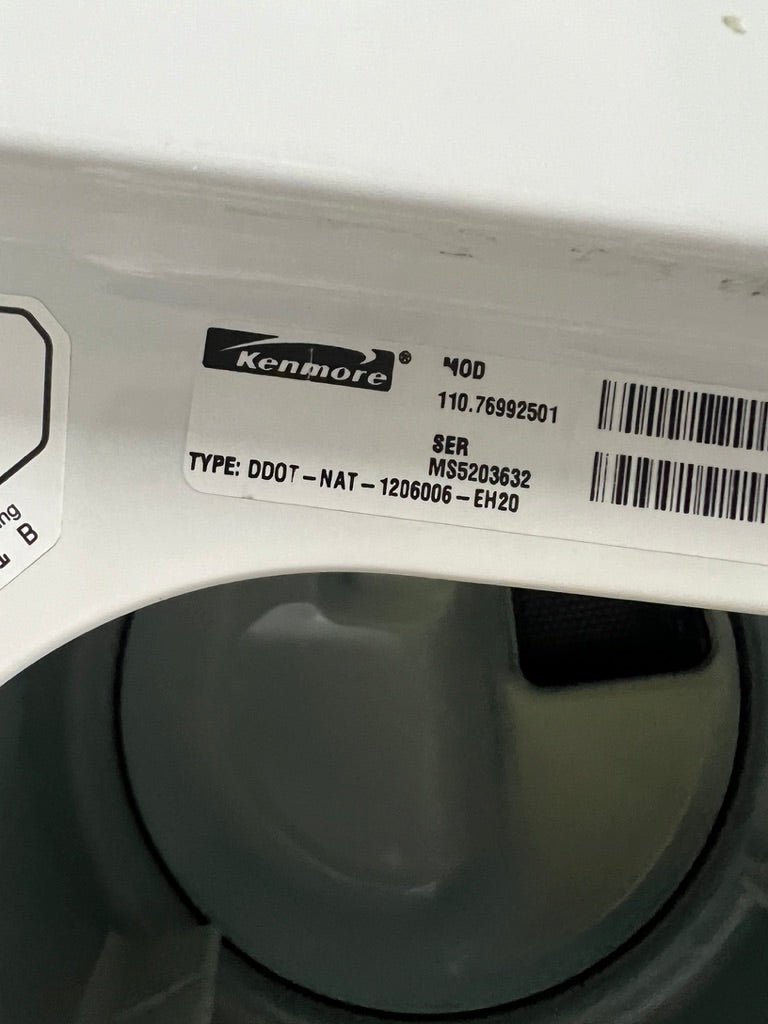 Kenmore®
MOD
110.76992501
SER
MS5203632
TYPE: DDOT-NAT-1206006-EH20
B